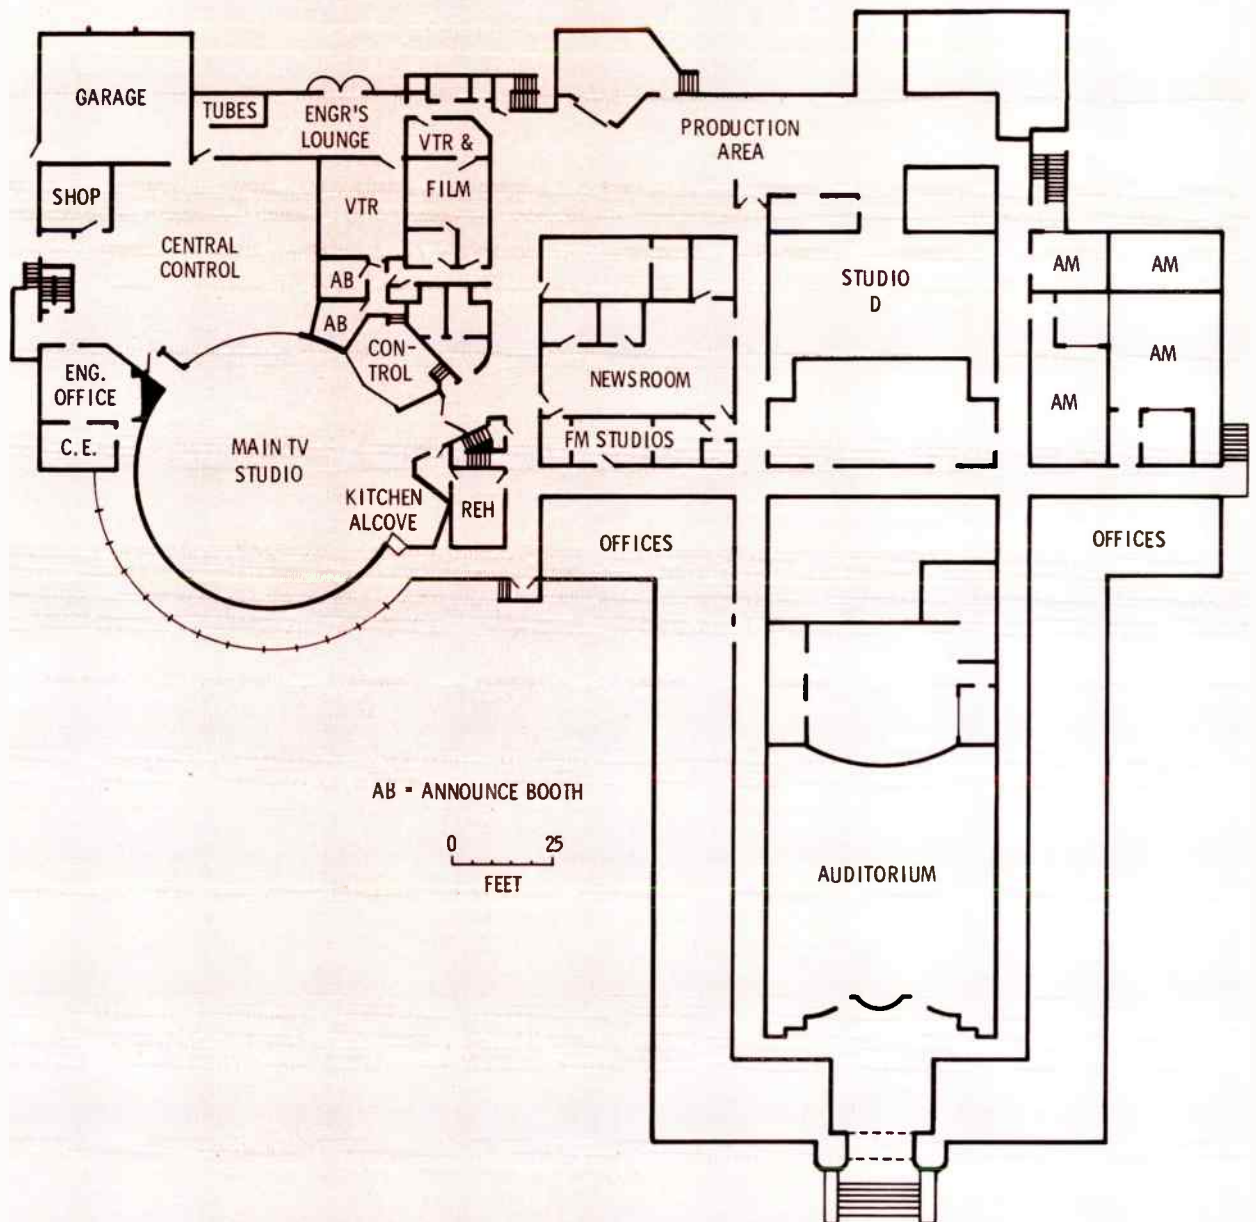 GARAGE
TUBES
ENGR'S
LOUNGE
VTR &
FILM
PRODUCTION
AREA
SHOP
VTR
CENTRAL
CONTROL
AB
AB
CON-
TROL
STUDIO
D
AM
AM
AM
AM
ENG.
OFFICE
C.E.
NEWSROOM
FM STUDIOS
MAIN TV
STUDIO
KITCHEN
ALCOVE
REH
OFFICES
OFFICES
AB = ANNOUNCE BOOTH
0 25
FEET
AUDITORIUM